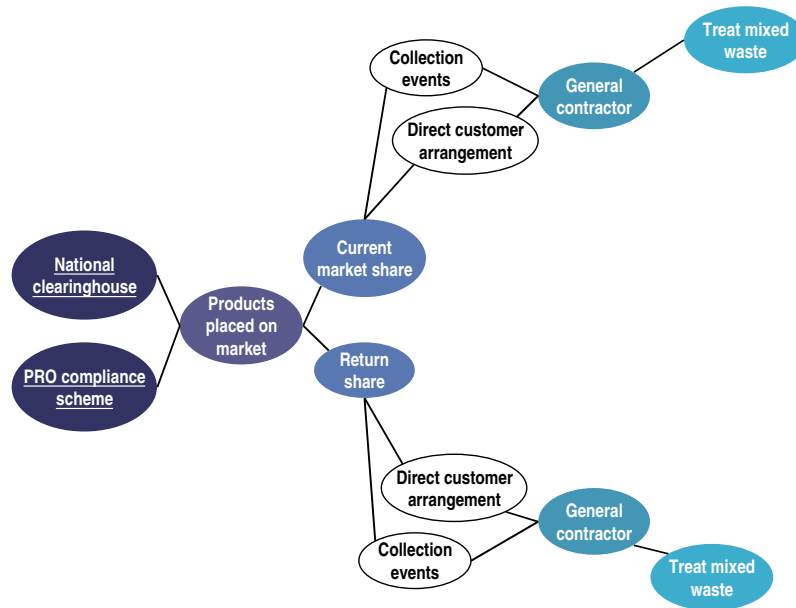 Treat mixed
waste
Collection
events
General
contractor
Direct customer
arrangement
Current
market share
National
clearinghouse
Products
placed on
market
PRO compliance
scheme
Return
share
Direct customer
arrangement
General
contractor
Collection
events
Treat mixed
waste